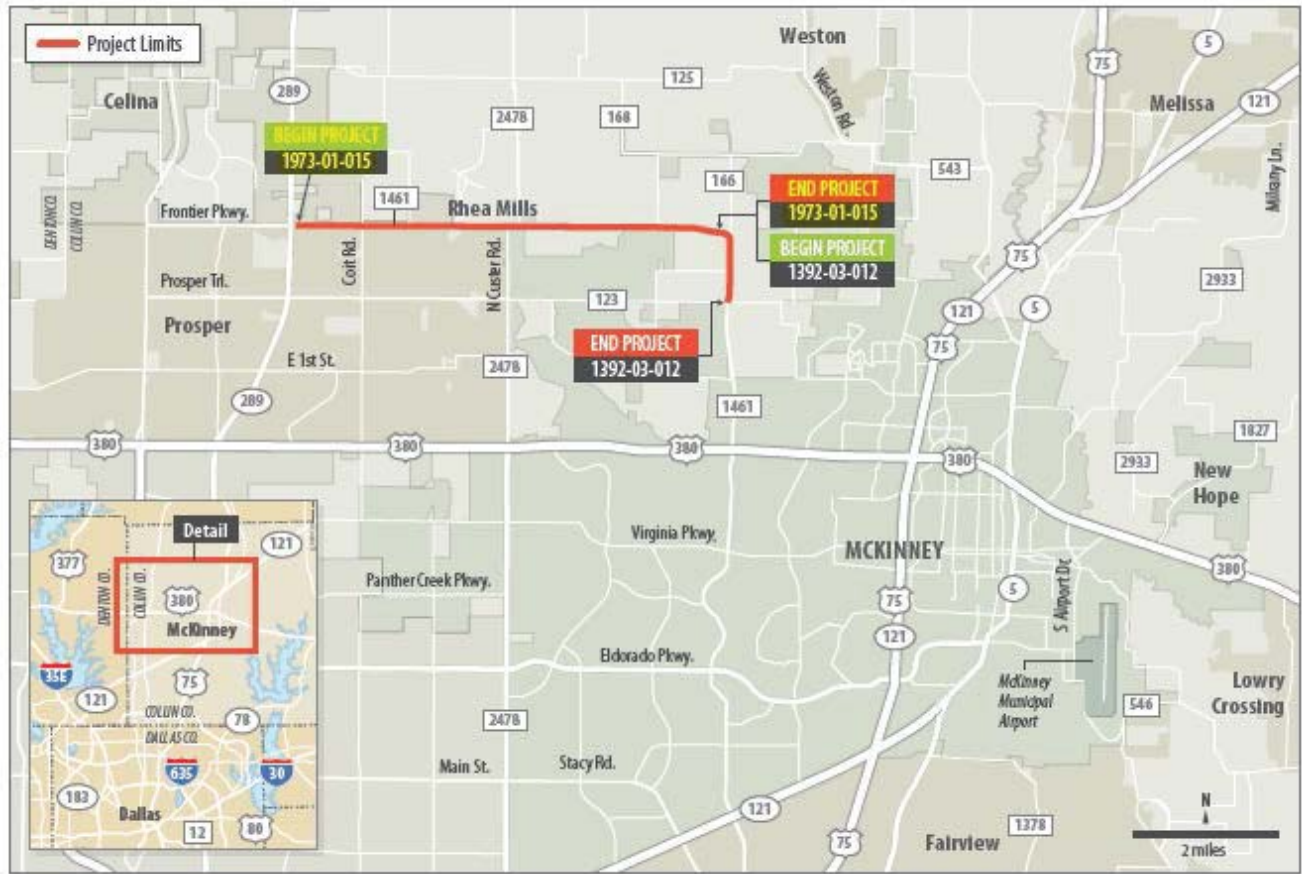 Project Limits
Weston
5
75
125
Weston Rd.
289
Celina
2478
168
Melissa
121
BEGIN PROJECT
1973-01-015
543
Milrany Ln.
166
END PROJECT
1973-01-015
1461
Rhea Mills
Frontier Pkwy.
DENTON CO.
COLLIN CO.
BEGIN PROJECT
1392-03-012
Coit Rd.
N Custer Rd.
75
2933
Prosper Trl.
123
121
5
Prosper
END PROJECT
1392-03-012
75
E 1st St.
2478
289
1461
380
380
380
380
1827
2933
New
Hope
Detail
121
377
Virginia Pkwy.
MCKINNEY
DENTON CO.
COLLIN CO.
380
McKinney
Panther Creek Pkwy.
380
75
5
S Airport Dr.
121
35E
75
Eldorado Pkwy.
McKinney
Municipal
Airport
Lowry
Crossing
121
COLLIN CO.
78
2478
546
DALLAS CO.
635
30
Main St.
Stacy Rd.
183
121
N
Dallas
12
80
75
Fairview
1378
2 miles